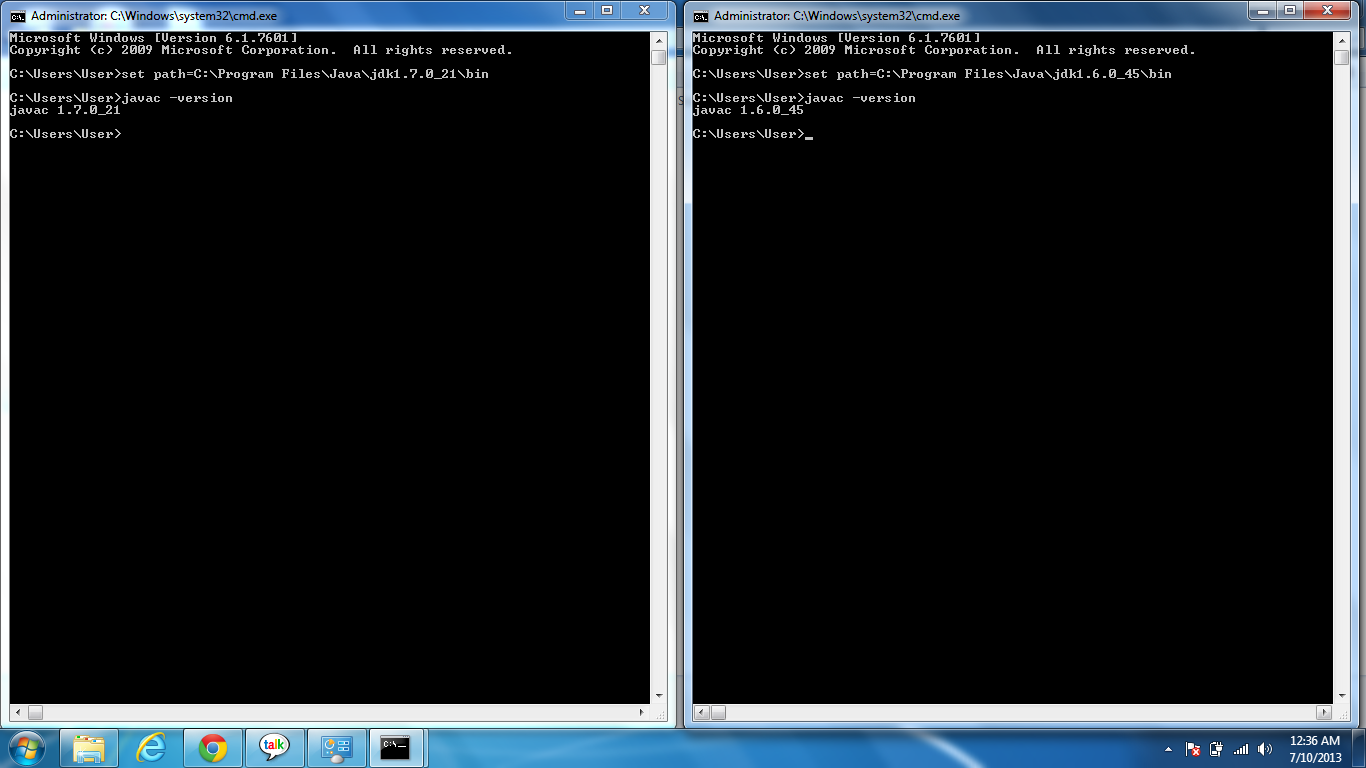 Administrator: C:\Windows\system32\cmd.exe
Microsoft Windows [Version 6.1.7601]
Copyright (c) 2009 Microsoft Corporation.  All rights reserved.
C:\Users\User>set path=C:\Program Files\Java\jdk1.7.0_21\bin
C:\Users\User>javac -version
javac 1.7.0_21
C:\Users\User>
Administrator: C:\Windows\system32\cmd.exe
Microsoft Windows [Version 6.1.7601]
Copyright (c) 2009 Microsoft Corporation.  All rights reserved.
C:\Users\User>set path=C:\Program Files\Java\jdk1.6.0_45\bin
C:\Users\User>javac -version
javac 1.6.0_45
C:\Users\User>_
talk
C:\
12:36 AM
7/10/2013